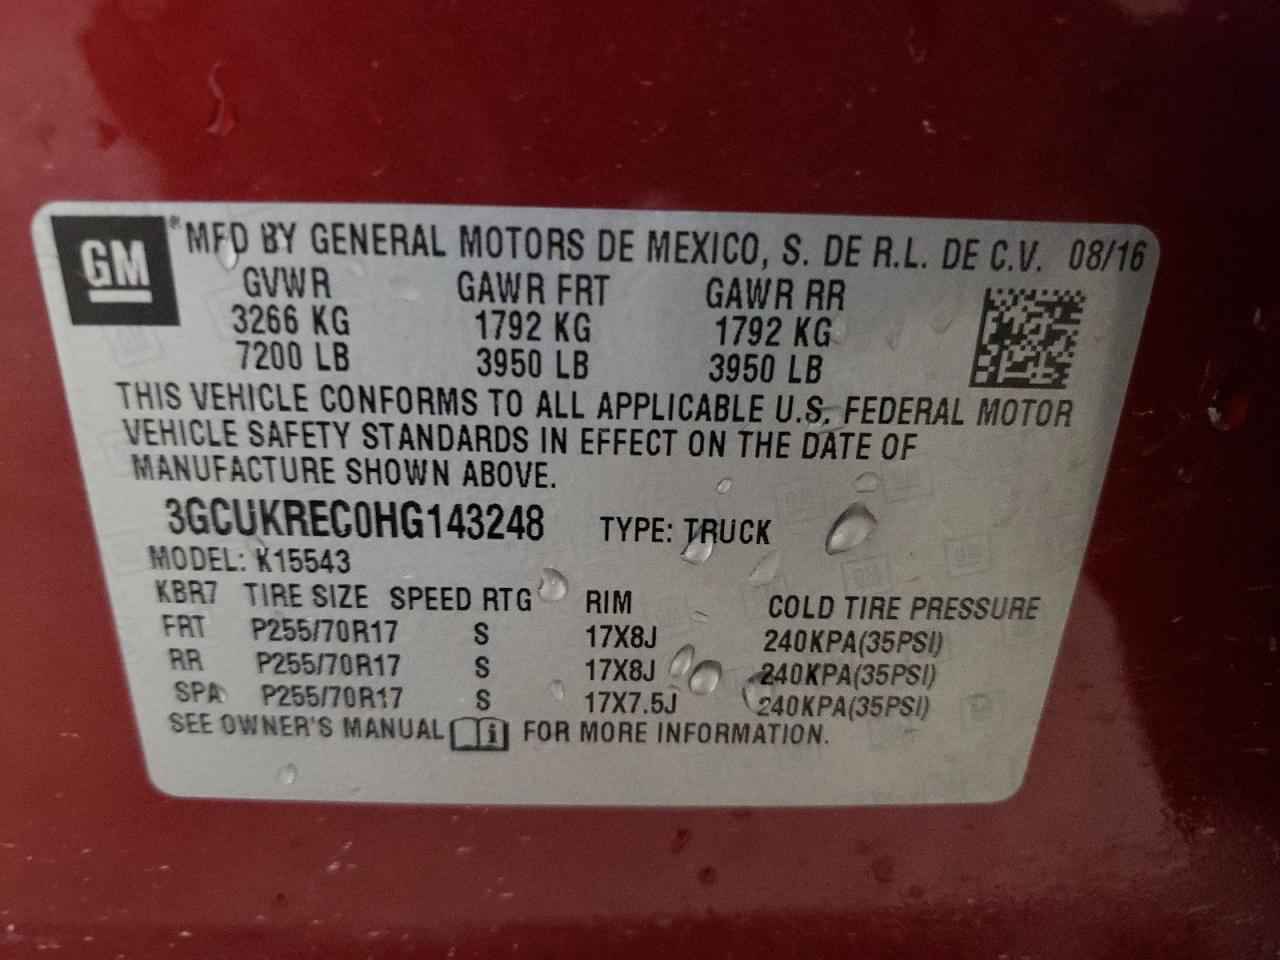 GM
® MFD BY GENERAL MOTORS DE MEXICO, S. DE R.L. DE C.V. 08/16
GVWR GAWR FRT GAWR RR
3266 KG 1792 KG 1792 KG
7200 LB 3950 LB 3950 LB
THIS VEHICLE CONFORMS TO ALL APPLICABLE U.S. FEDERAL MOTOR
VEHICLE SAFETY STANDARDS IN EFFECT ON THE DATE OF
MANUFACTURE SHOWN ABOVE.
3GCUKREC0HG143248 TYPE: TRUCK
MODEL: K15543
KBR7 TIRE SIZE SPEED RTG RIM COLD TIRE PRESSURE
FRT P255/70R17 S 17X8J 240KPA(35PSI)
RR P255/70R17 S 17X8J 240KPA(35PSI)
SPA P255/70R17 S 17X7.5J 240KPA(35PSI)
SEE OWNER'S MANUAL i FOR MORE INFORMATION.